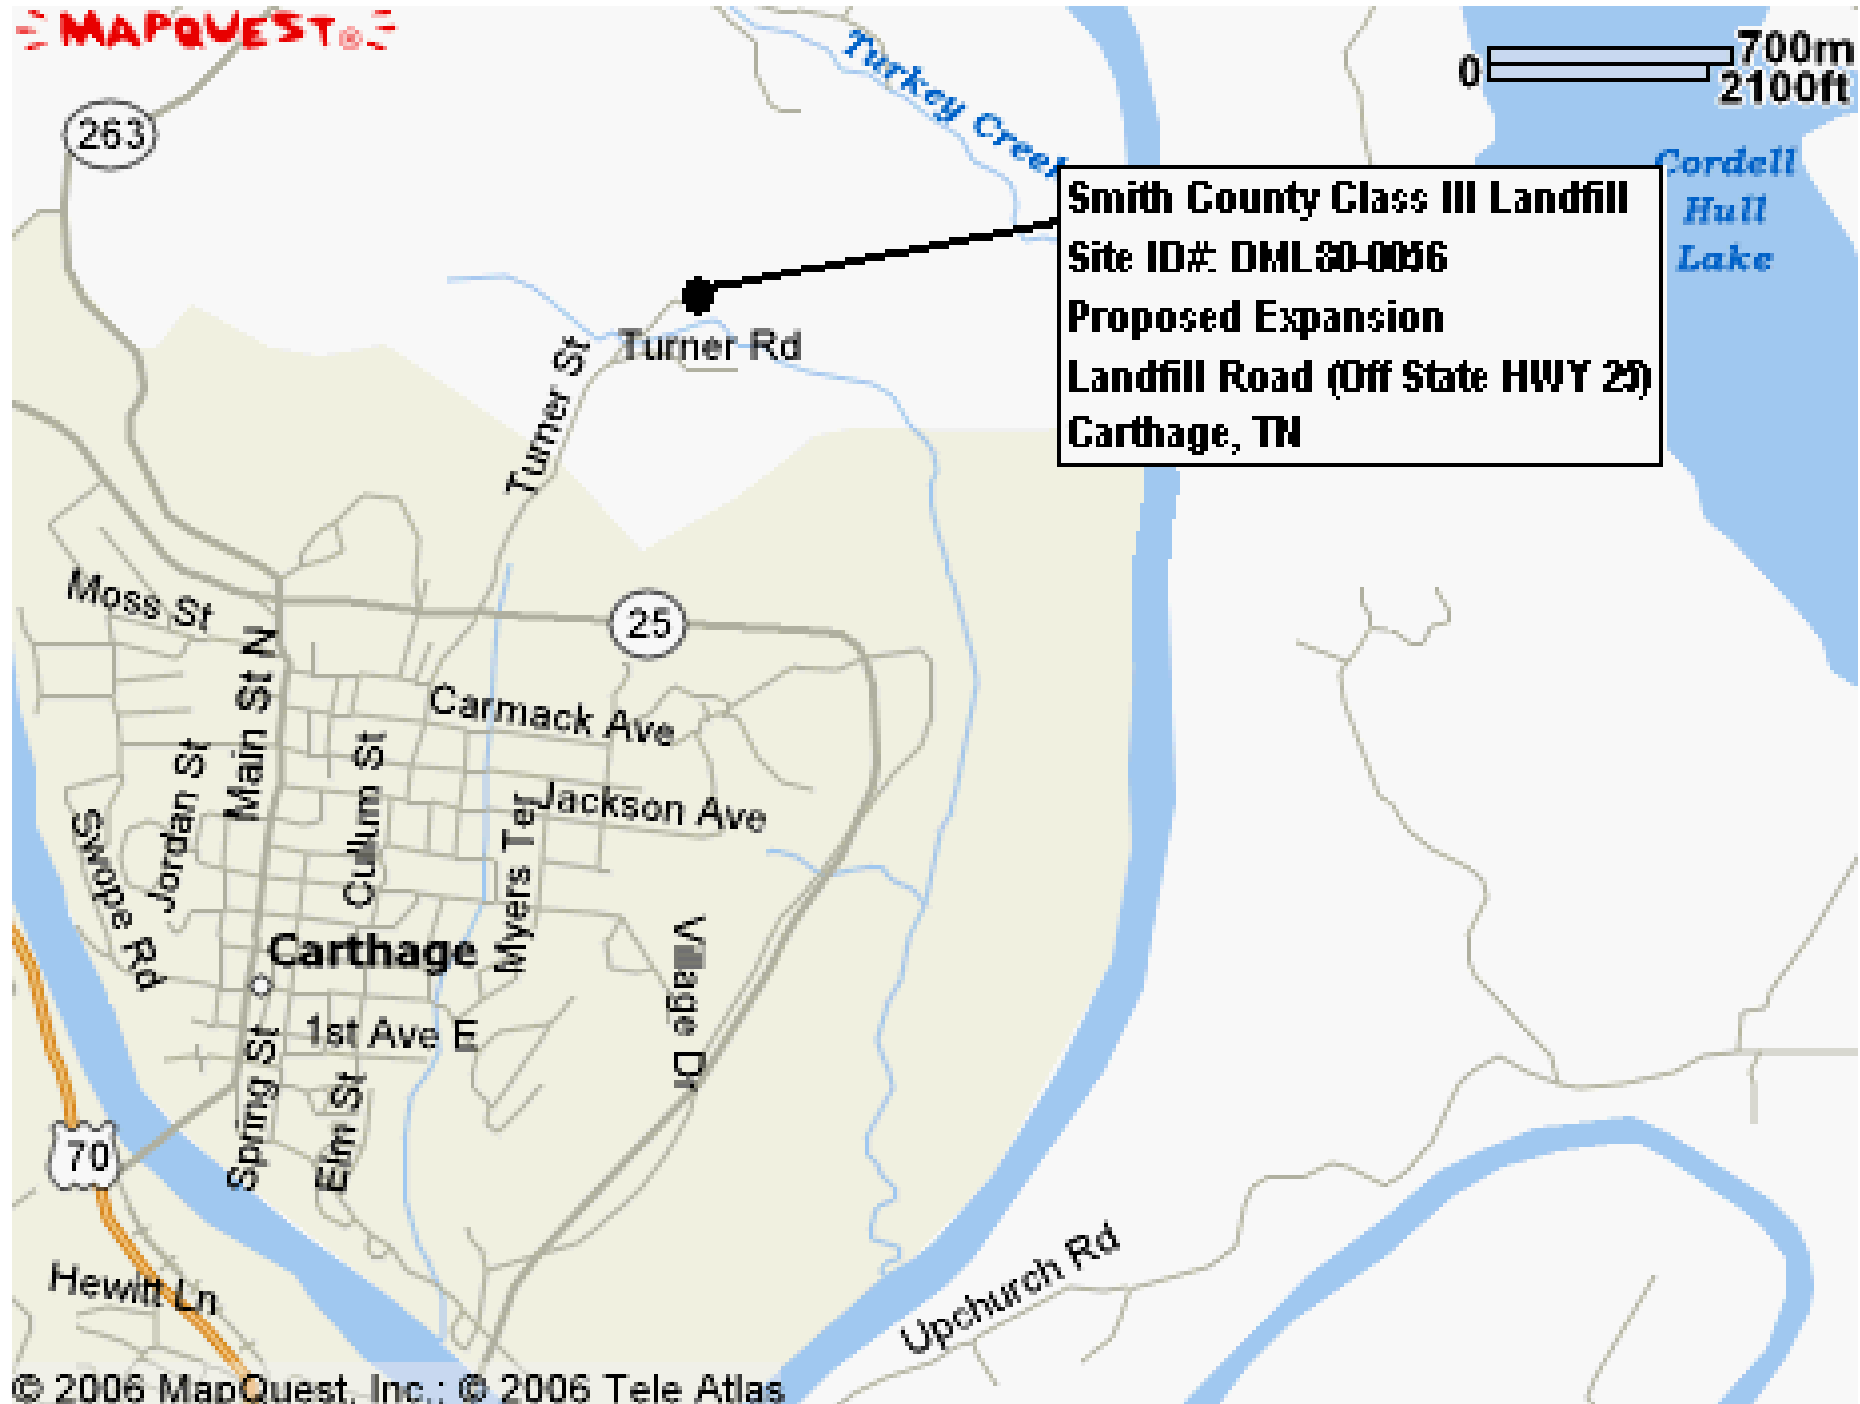 MAPQUEST®
0
700m
2100ft
263
Turkey Creek
Cordell
Hull
Lake
Smith County Class III Landfill
Site ID#: DML80-0056
Proposed Expansion
Landfill Road (Off State HWY 25)
Carthage, TN
Turner Rd
Turner St
Moss St
25
Main St N
Carmack Ave
Jordan St
Cullum St
Jackson Ave
Swope Rd
Myers Ter
Carthage
Village Dr
1st Ave E
Spring St
Elm St
70
Hewitt Ln
Upchurch Rd
© 2006 MapQuest, Inc.; © 2006 Tele Atlas